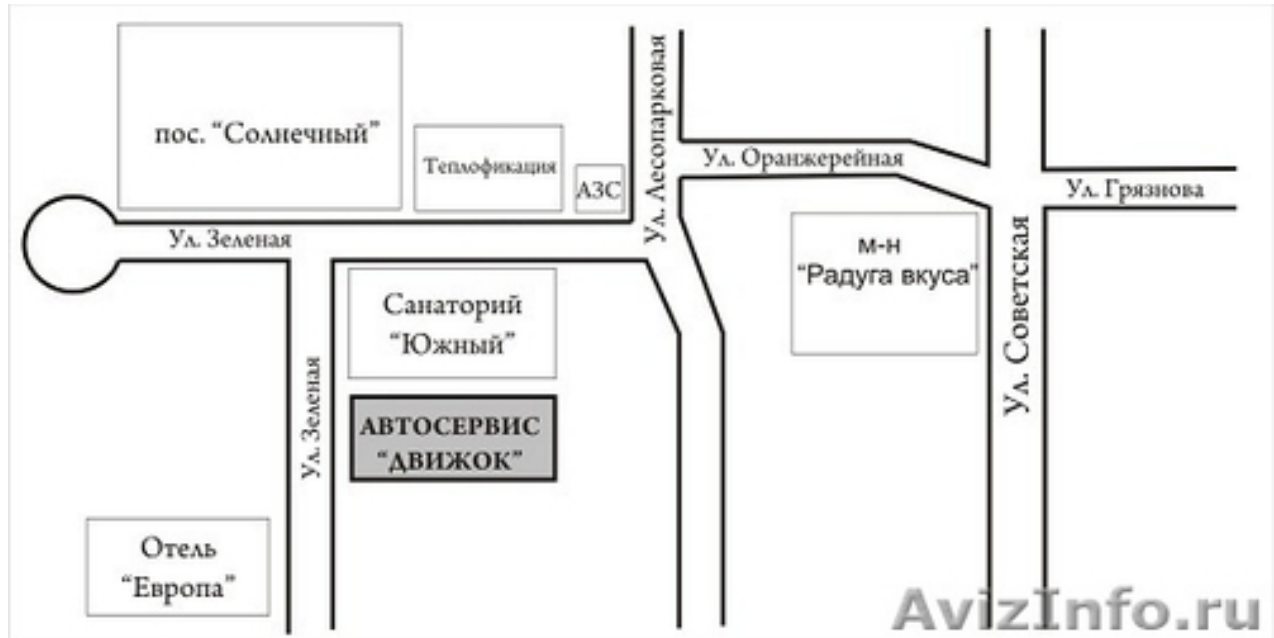 пос. “Солнечный”
Теплофикация
АЗС
Ул. Лесопарковая
Ул. Оранжерейная
Ул. Грязнова
Ул. Зеленая
м-н
“Радуга вкуса”
Ул. Советская
Санаторий
“Южный”
Ул. Зеленая
АВТОСЕРВИС
“ДВИЖОК”
Отель
“Европа”
AvizInfo.ru